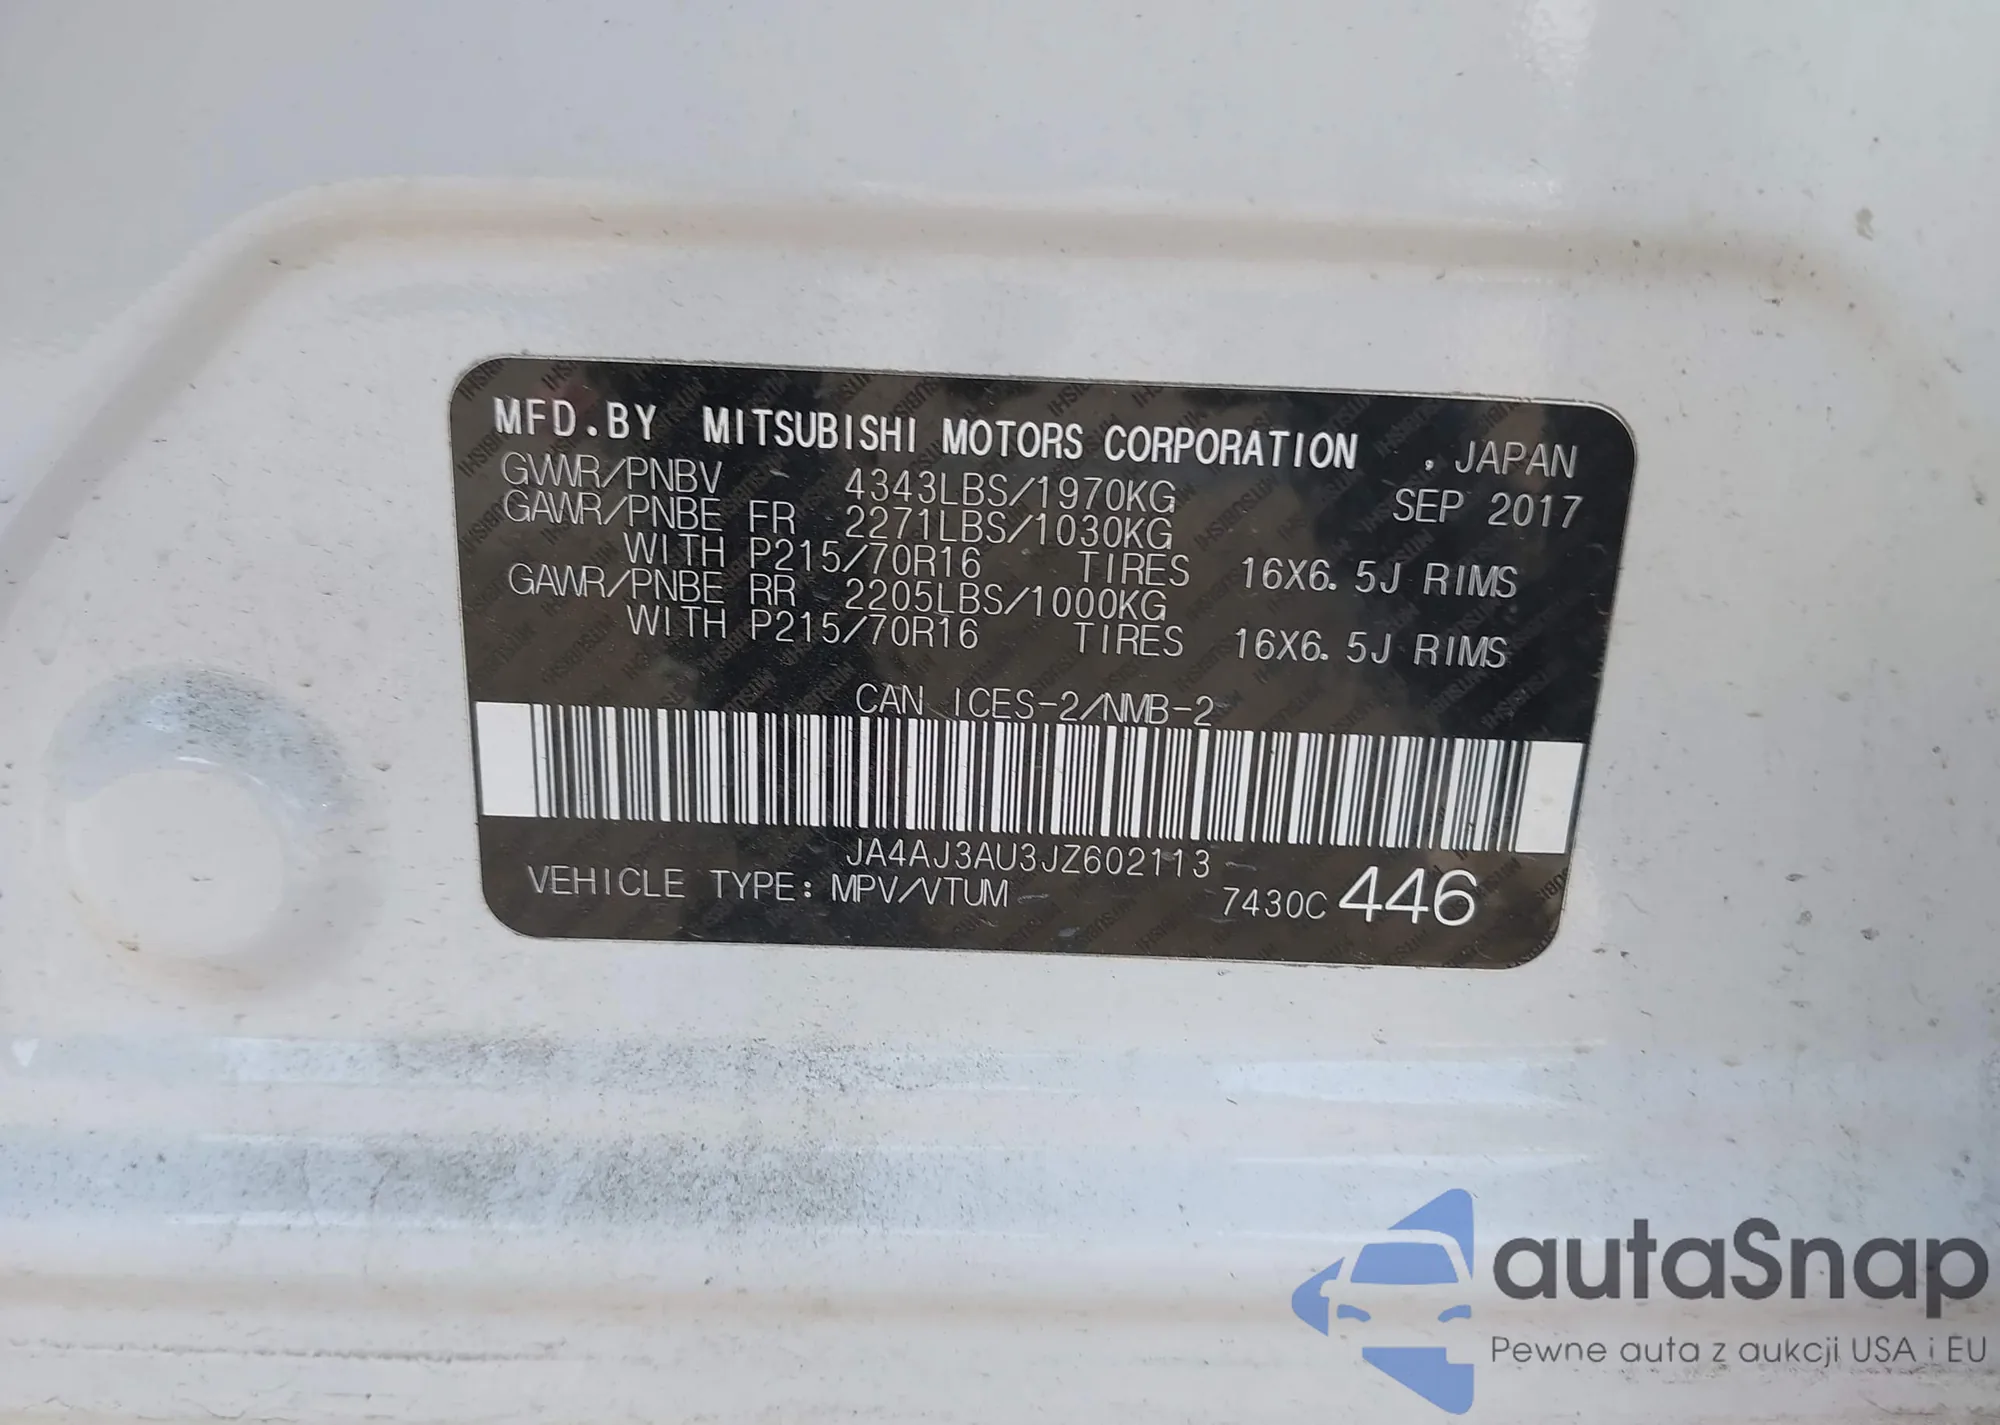 MFD.BY MITSUBISHI MOTORS CORPORATION , JAPAN
GVWR/PNBV 4343LBS/1970KG SEP 2017
GAWR/PNBE FR 2271LBS/1030KG
WITH P215/70R16 TIRES 16X6.5J RIMS
GAWR/PNBE RR 2205LBS/1000KG
WITH P215/70R16 TIRES 16X6.5J RIMS
CAN ICES-2/NMB-2
JA4AJ3AU3JZ602113
VEHICLE TYPE: MPV/VTUM 7430C 446
autaSnap
Pewne auta z aukcji USA i EU